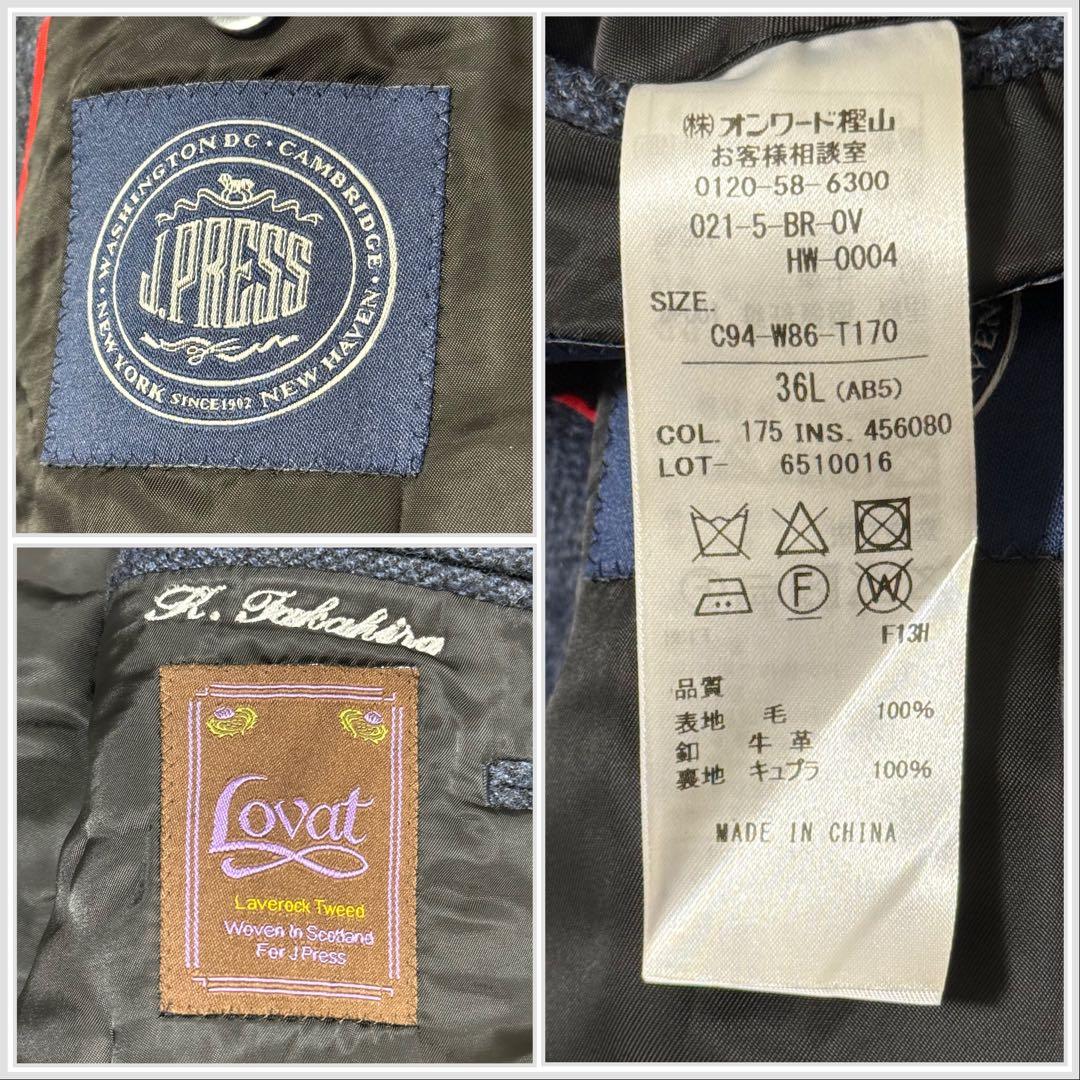 WASHINGTON DC · CAMBRIDGE · NEW HAVEN · NEW YORK
J.PRESS
SINCE 1902
K. Takahira
Lovat
Laverock Tweed
Woven In Scotland
For J Press
㈱オンワード樫山
お客様相談室
0120-58-6300
021-5-BR-OV
HW-0004
SIZE.
C94-W86-T170
36L (AB5)
COL. 175 INS. 456080
LOT- 6510016
F
W
F13H
品質
表地 毛 100%
釦 牛革
裏地 キュプラ 100%
MADE IN CHINA
AVEN